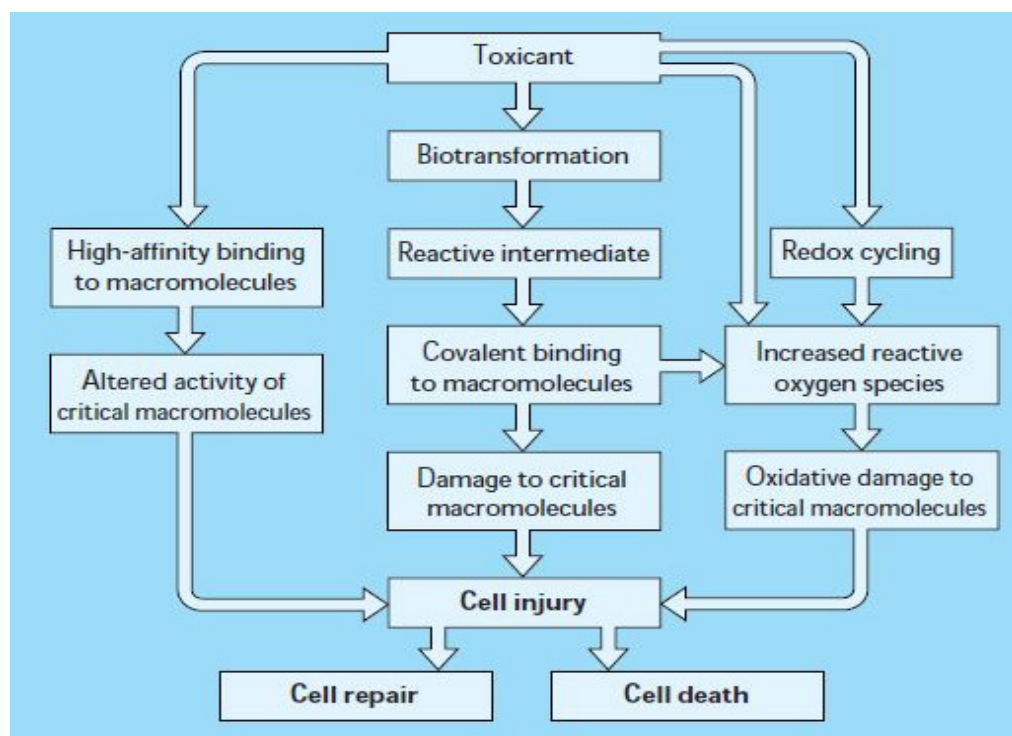 Toxicant
Biotransformation
High-affinity binding
to macromolecules
Reactive intermediate
Redox cycling
Altered activity of
critical macromolecules
Covalent binding
to macromolecules
Increased reactive
oxygen species
Damage to critical
macromolecules
Oxidative damage to
critical macromolecules
Cell injury
Cell repair
Cell death